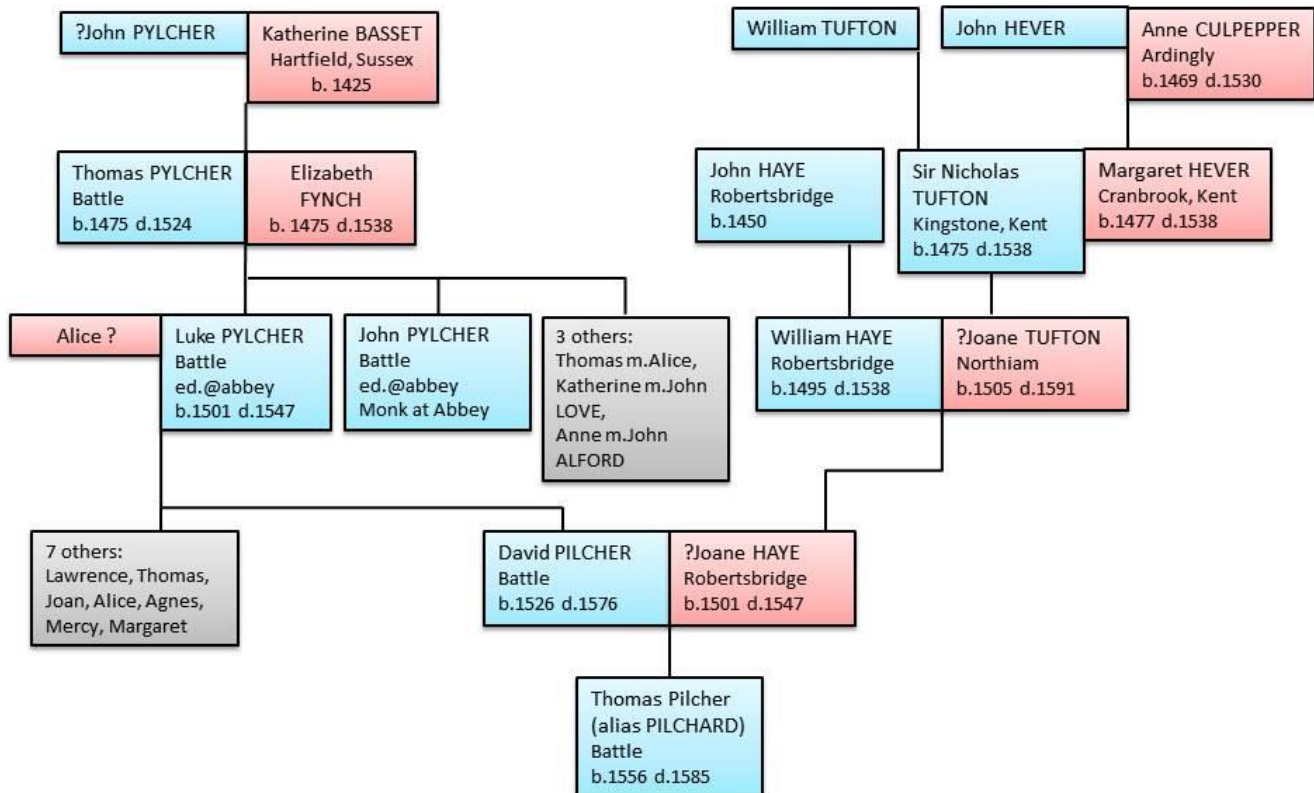 ?John PYLCHER
Katherine BASSET
Hartfield, Sussex
b. 1425
William TUFTON
John HEVER
Anne CULPEPPER
Ardingly
b.1469 d.1530
Thomas PYLCHER
Battle
b.1475 d.1524
Elizabeth
FYNCH
b. 1475 d.1538
John HAYE
Robertsbridge
b.1450
Sir Nicholas
TUFTON
Kingstone, Kent
b.1475 d.1538
Margaret HEVER
Cranbrook, Kent
b.1477 d.1538
Alice ?
Luke PYLCHER
Battle
ed.@abbey
b.1501 d.1547
John PYLCHER
Battle
ed.@abbey
Monk at Abbey
3 others:
Thomas m.Alice,
Katherine m.John
LOVE,
Anne m.John
ALFORD
William HAYE
Robertsbridge
b.1495 d.1538
?Joane TUFTON
Northiam
b.1505 d.1591
7 others:
Lawrence, Thomas,
Joan, Alice, Agnes,
Mercy, Margaret
David PILCHER
Battle
b.1526 d.1576
?Joane HAYE
Robertsbridge
b.1501 d.1547
Thomas Pilcher
(alias PILCHARD)
Battle
b.1556 d.1585